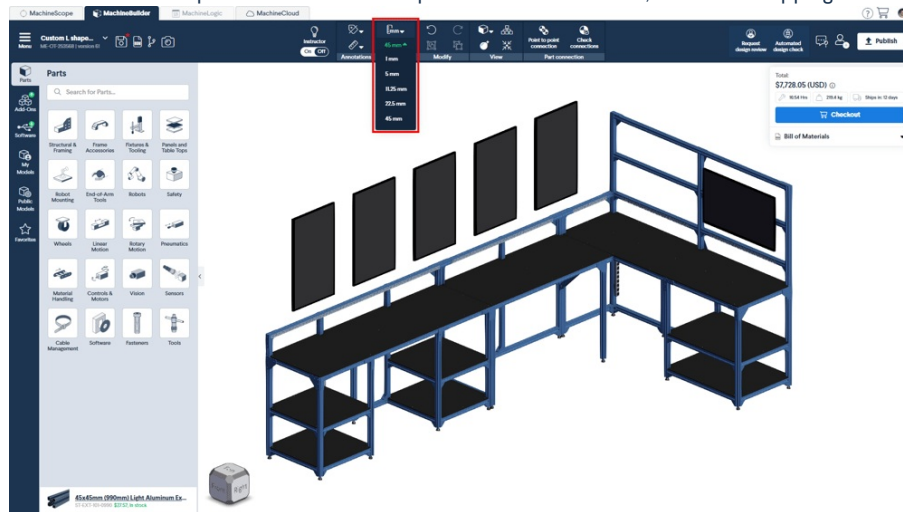 MachineScope
MachineBuilder
MachineLogic
MachineCloud
Menu
Custom L shape...
Instructor
On Off
Annotations
mm
45 mm
1 mm
5 mm
11.25 mm
22.5 mm
45 mm
Modify
View
Point to point
connection
Check
connections
Part connection
Request
design review
Automated
design check
Publish
Parts
Add-Ons
Software
My
Models
Public
Models
Favorites
Parts
Search for Parts...
Structural &
Framing
Frame
Accessories
Fixtures &
Tooling
Panels and
Table Tops
Robot
Mounting
End-of-Arm
Tools
Robots
Safety
Wheels
Linear
Motion
Rotary
Motion
Pneumatics
Material
Handling
Controls &
Motors
Vision
Sensors
Cable
Management
Software
Fasteners
Tools
45x45mm (990mm) Light Aluminum Ex...
In stock
Total
$7,728.05 (USD)
Ships in: 12 days
Checkout
Bill of Materials
Front
Right